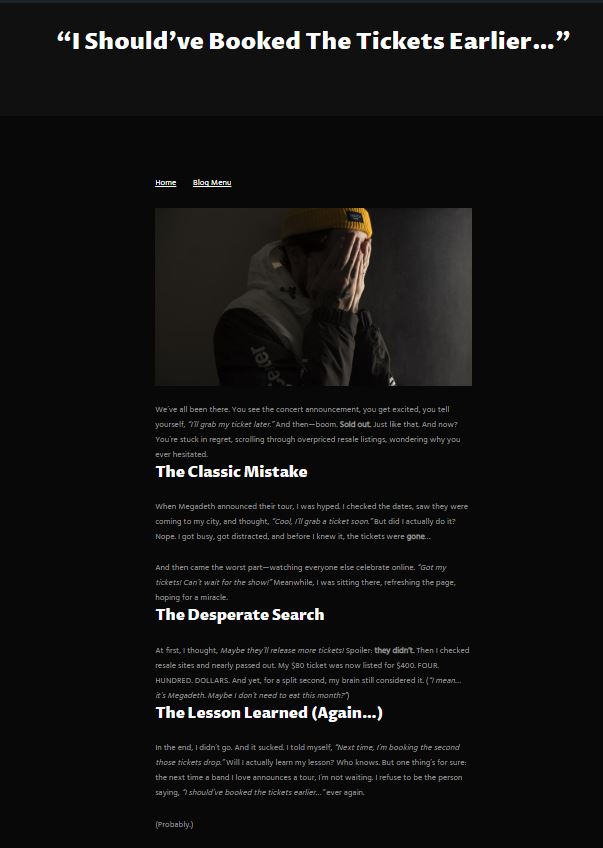 “I Should’ve Booked The Tickets Earlier…”
Home Blog Menu
We’ve all been there. You see the concert announcement, you get excited, you tell
yourself, “I’ll grab my ticket later.” And then—boom. Sold out. Just like that. And now?
You’re stuck in regret, scrolling through overpriced resale listings, wondering why you
ever hesitated.
The Classic Mistake
When Megadeth announced their tour, I was hyped. I checked the dates, saw they were
coming to my city, and thought, “Cool, I’ll grab a ticket soon.” But did I actually do it?
Nope. I got busy, got distracted, and before I knew it, the tickets were gone…
And then came the worst part—watching everyone else celebrate online. “Got my
tickets! Can’t wait for the show!” Meanwhile, I was sitting there, refreshing the page,
hoping for a miracle.
The Desperate Search
At first, I thought, Maybe they’ll release more tickets! Spoiler: they didn’t. Then I checked
resale sites and nearly passed out. My $80 ticket was now listed for $400. FOUR.
HUNDRED. DOLLARS. And yet, for a split second, my brain still considered it. (“I mean…
it’s Megadeth. Maybe I don’t need to eat this month?”)
The Lesson Learned (Again…)
In the end, I didn’t go. And it sucked. I told myself, “Next time, I’m booking the second
those tickets drop.” Will I actually learn my lesson? Who knows. But one thing’s for sure:
the next time a band I love announces a tour, I’m not waiting. I refuse to be the person
saying, “I should’ve booked the tickets earlier…” ever again.
(Probably.)